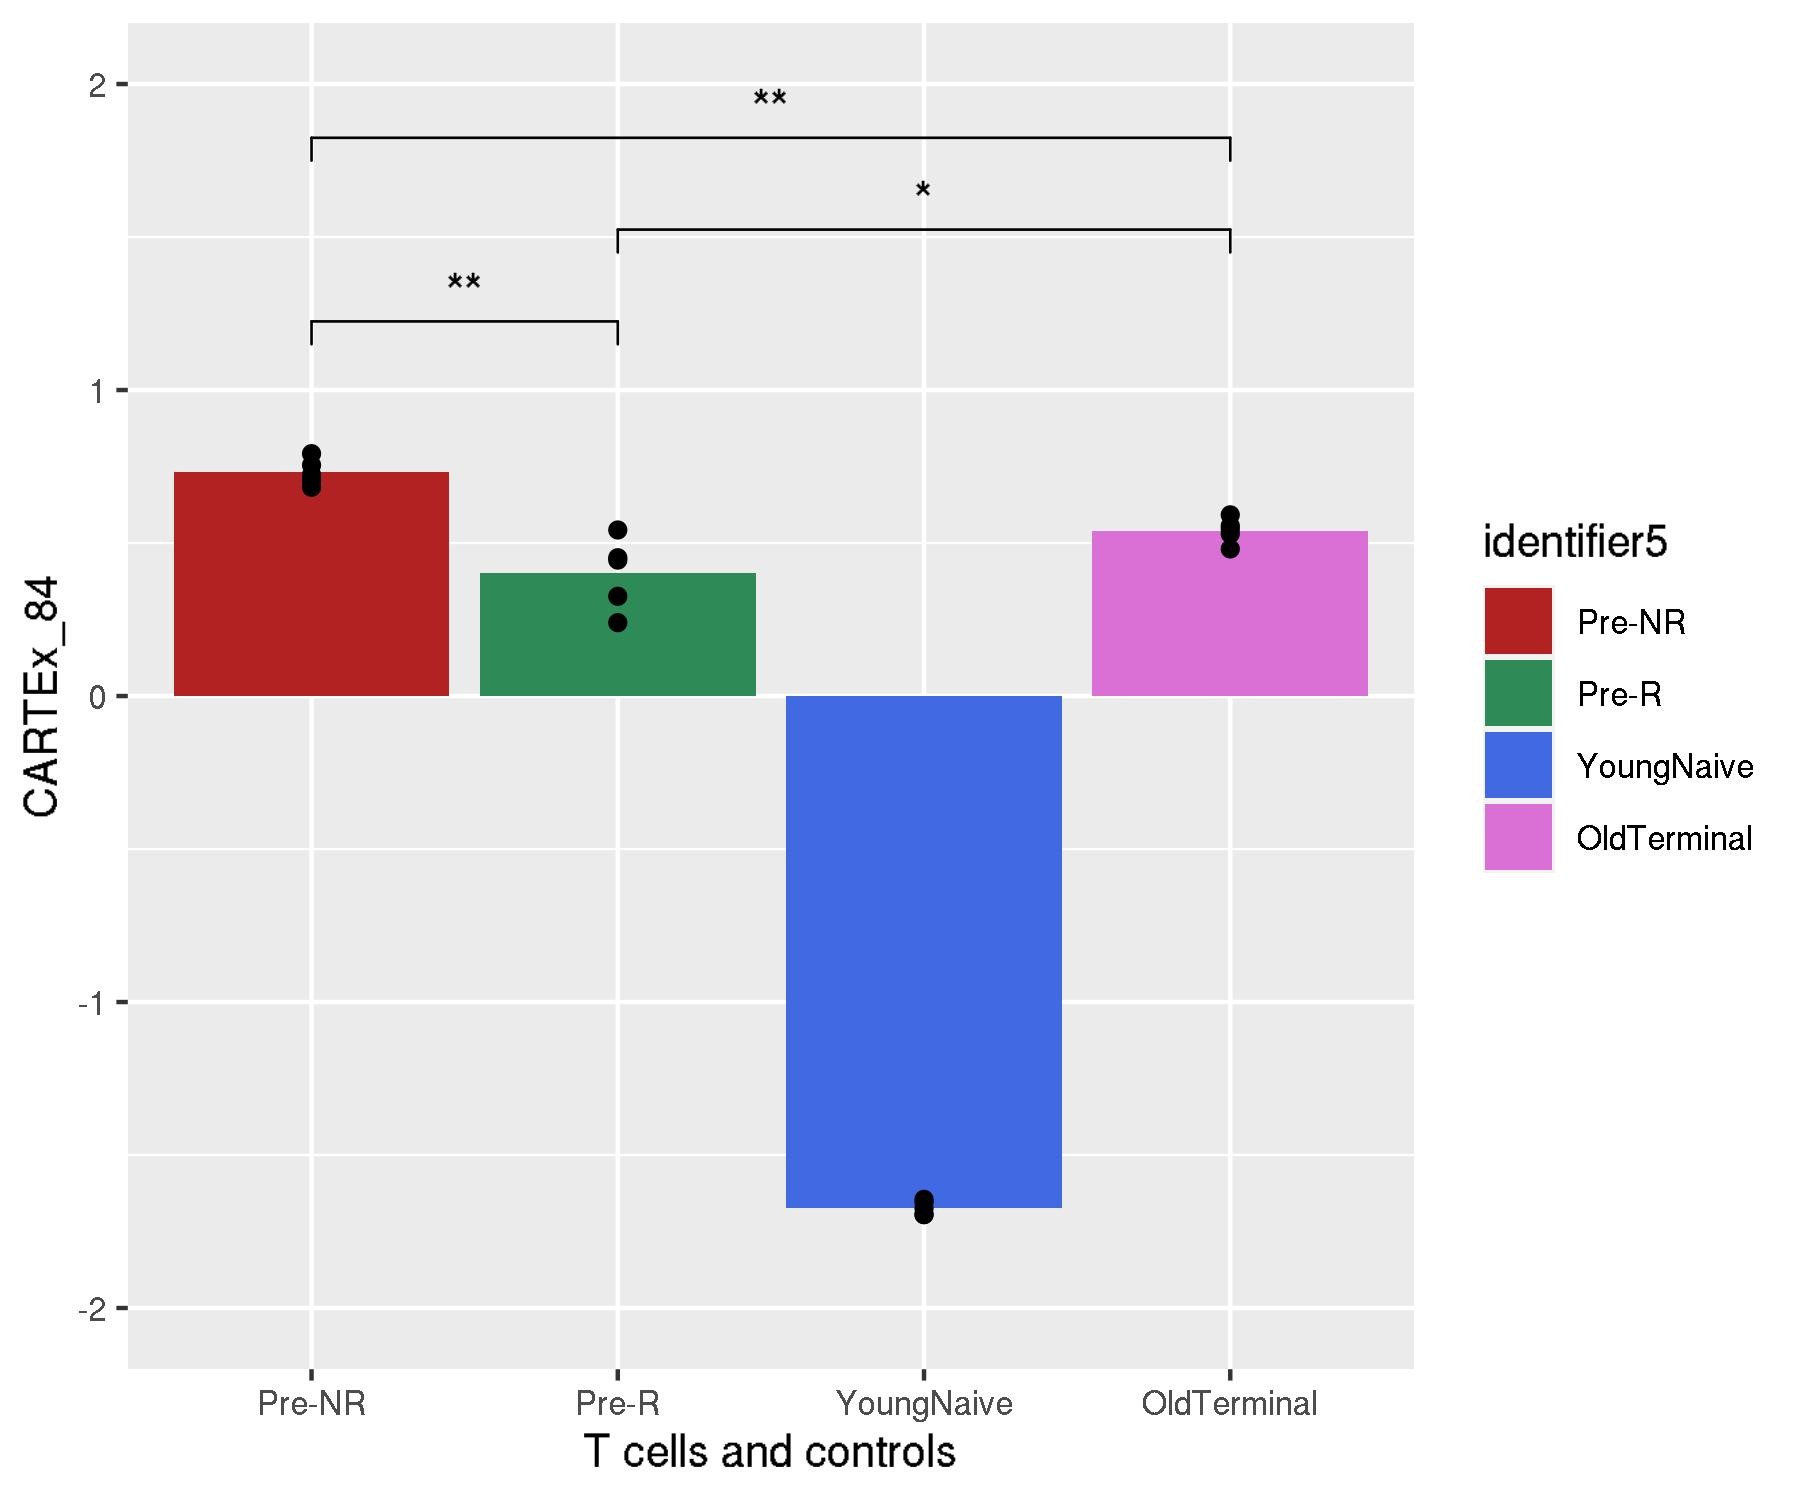 **
*
**
2
1
0
-1
-2
CARTEx_84
Pre-NR
Pre-R
YoungNaive
OldTerminal
T cells and controls
identifier5
Pre-NR
Pre-R
YoungNaive
OldTerminal